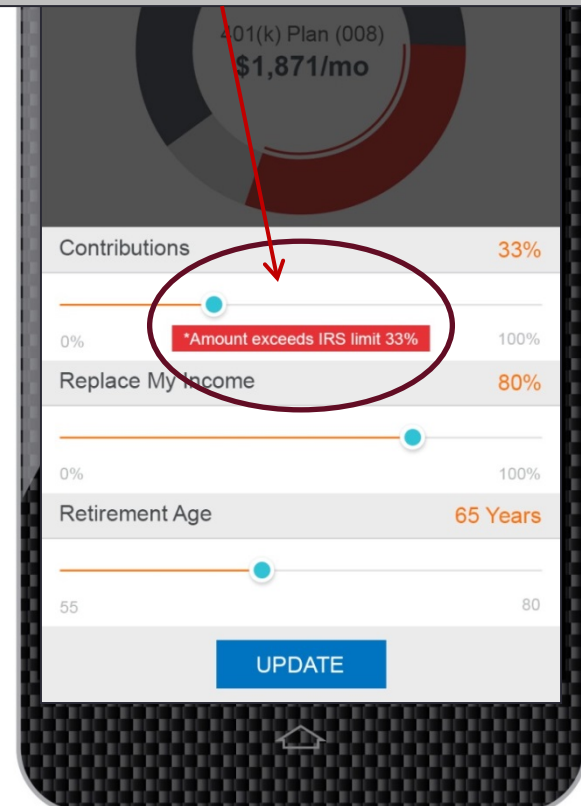 401(k) Plan (008)
$1,871/mo
Contributions 33%
0% *Amount exceeds IRS limit 33% 100%
Replace My Income 80%
0% 100%
Retirement Age 65 Years
55 80
UPDATE